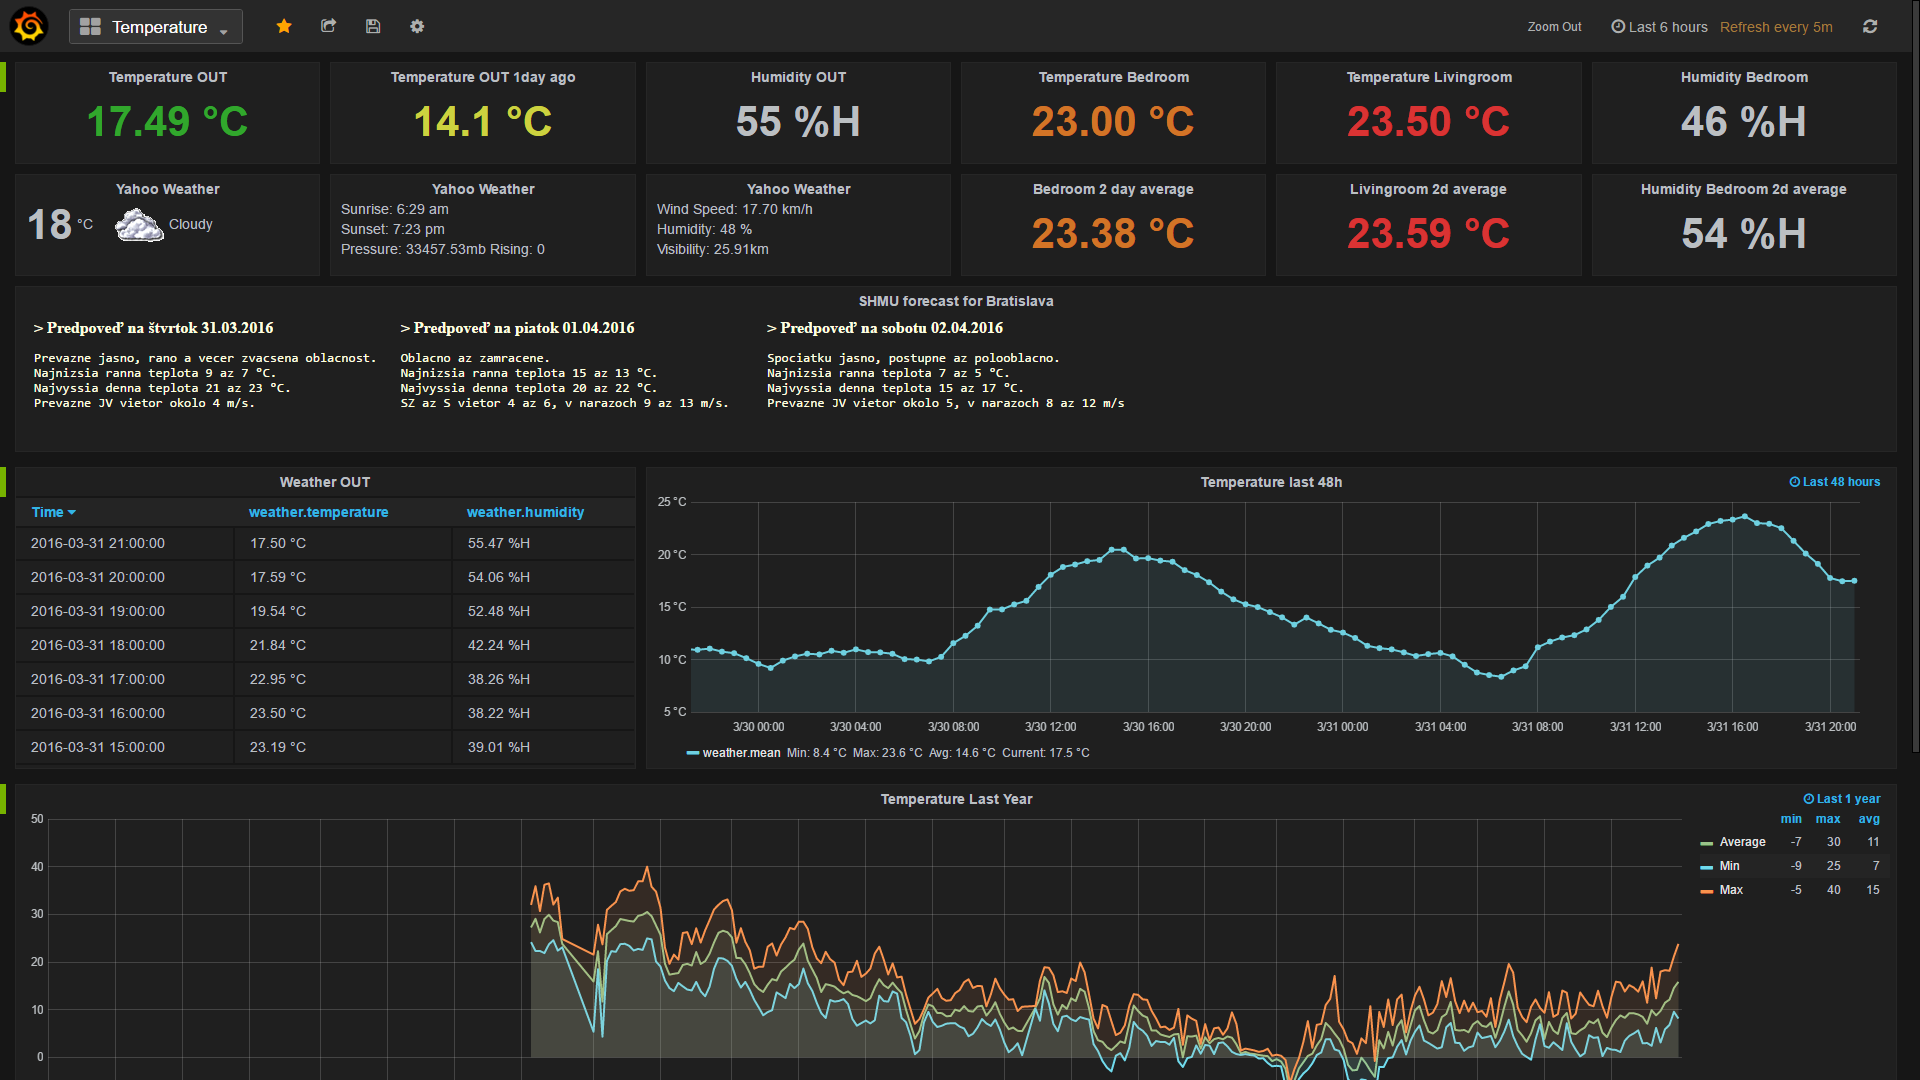 Temperature
Zoom Out
Last 6 hours
Refresh every 5m
Temperature OUT
17.49 °C
Temperature OUT 1day ago
14.1 °C
Humidity OUT
55 %H
Temperature Bedroom
23.00 °C
Temperature Livingroom
23.50 °C
Humidity Bedroom
46 %H
Yahoo Weather
18 °C
Cloudy
Yahoo Weather
Sunrise: 6:29 am
Sunset: 7:23 pm
Pressure: 33457.53mb Rising: 0
Yahoo Weather
Wind Speed: 17.70 km/h
Humidity: 48 %
Visibility: 25.91km
Bedroom 2 day average
23.38 °C
Livingroom 2d average
23.59 °C
Humidity Bedroom 2d average
54 %H
SHMU forecast for Bratislava
> Predpoveď na štvrtok 31.03.2016
Prevazne jasno, rano a vecer zvacsena oblacnost.
Najnizsia ranna teplota 9 az 7 °C.
Najvyssia denna teplota 21 az 23 °C.
Prevazne JV vietor okolo 4 m/s.
> Predpoveď na piatok 01.04.2016
Oblacno az zamracene.
Najnizsia ranna teplota 15 az 13 °C.
Najvyssia denna teplota 20 az 22 °C.
SZ az S vietor 4 az 6, v narazoch 9 az 13 m/s.
> Predpoveď na sobotu 02.04.2016
Spociatku jasno, postupne az polooblacno.
Najnizsia ranna teplota 7 az 5 °C.
Najvyssia denna teplota 15 az 17 °C.
Prevazne JV vietor okolo 5, v narazoch 8 az 12 m/s
Weather OUT
Time weather.temperature weather.humidity
2016-03-31 21:00:00 17.50 °C 55.47 %H
2016-03-31 20:00:00 17.59 °C 54.06 %H
2016-03-31 19:00:00 19.54 °C 52.48 %H
2016-03-31 18:00:00 21.84 °C 42.24 %H
2016-03-31 17:00:00 22.95 °C 38.26 %H
2016-03-31 16:00:00 23.50 °C 38.22 %H
2016-03-31 15:00:00 23.19 °C 39.01 %H
Temperature last 48h
Last 48 hours
25 °C
20 °C
15 °C
10 °C
5 °C
3/30 00:00 3/30 04:00 3/30 08:00 3/30 12:00 3/30 16:00 3/30 20:00 3/31 00:00 3/31 04:00 3/31 08:00 3/31 12:00 3/31 16:00 3/31 20:00
weather.mean Min: 8.4 °C Max: 23.6 °C Avg: 14.6 °C Current: 17.5 °C
Temperature Last Year
Last 1 year
50
40
30
20
10
0
min max avg
Average -7 30 11
Min -9 25 7
Max -5 40 15